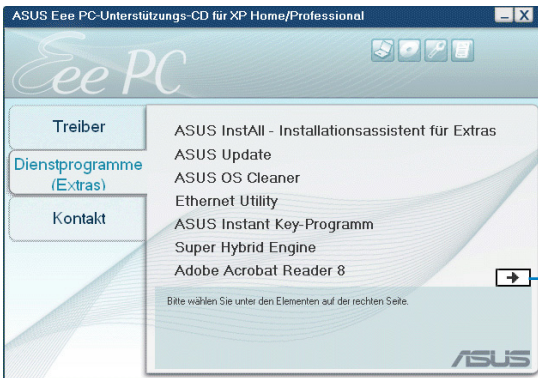 ASUS Eee PC-Unterstützungs-CD für XP Home/Professional
Eee PC
Treiber
Dienstprogramme
(Extras)
Kontakt
ASUS InstAll - Installationsassistent für Extras
ASUS Update
ASUS OS Cleaner
Ethernet Utility
ASUS Instant Key-Programm
Super Hybrid Engine
Adobe Acrobat Reader 8
Bitte wählen Sie unter den Elementen auf der rechten Seite.
ASUS